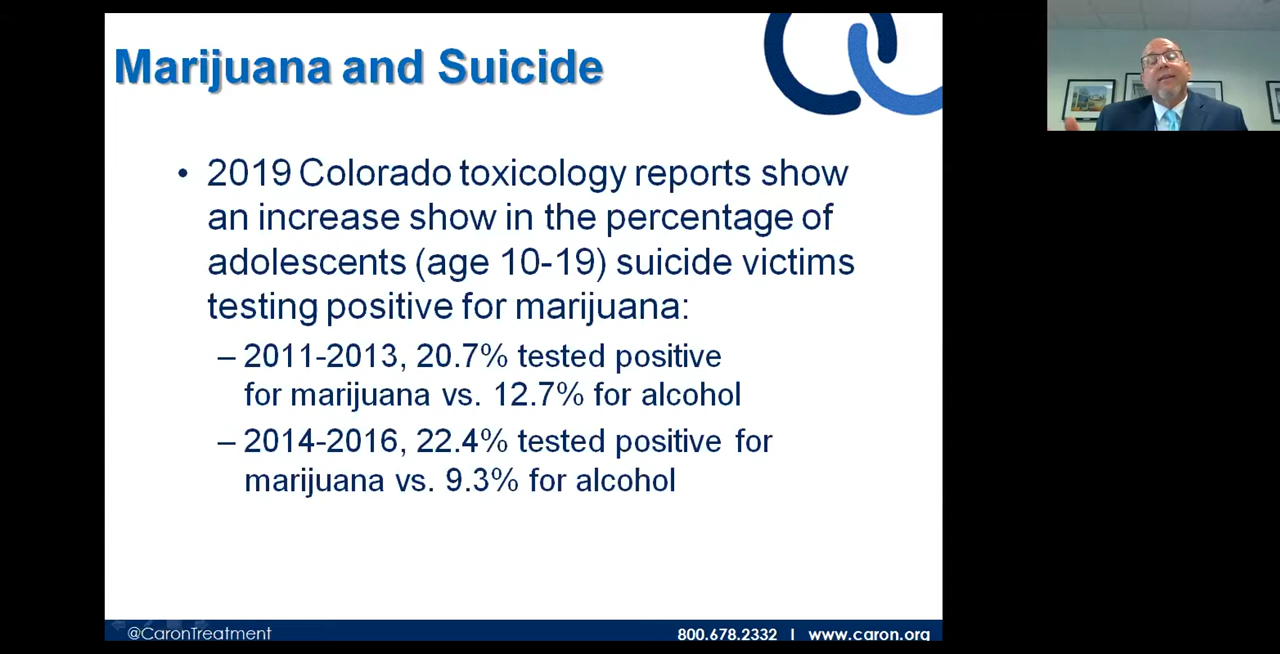 Marijuana and Suicide
• 2019 Colorado toxicology reports show
an increase show in the percentage of
adolescents (age 10-19) suicide victims
testing positive for marijuana:
– 2011-2013, 20.7% tested positive
for marijuana vs. 12.7% for alcohol
– 2014-2016, 22.4% tested positive for
marijuana vs. 9.3% for alcohol
@CaronTreatment
800.678.2332 | www.caron.org